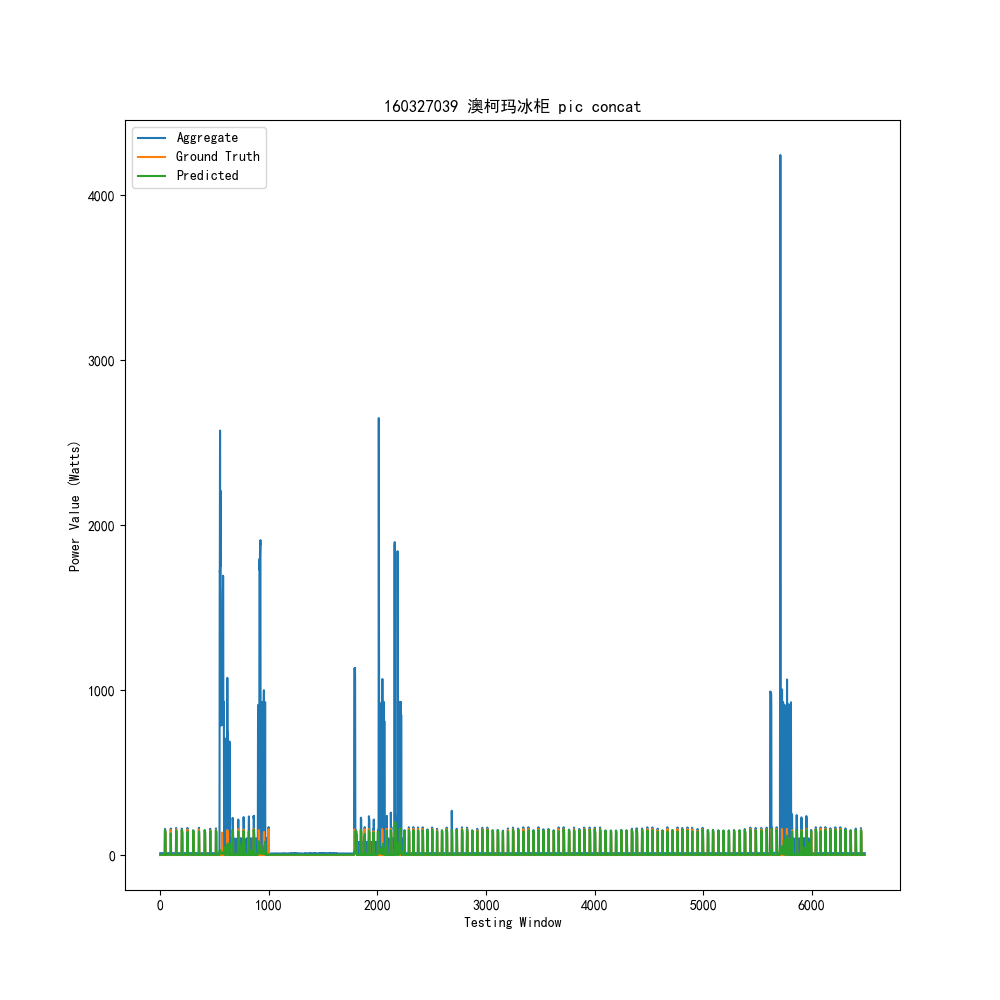 160327039 澳柯玛冰柜 pic concat
Aggregate
Ground Truth
Predicted
Power Value (Watts)
4000
3000
2000
1000
0
0 1000 2000 3000 4000 5000 6000
Testing Window